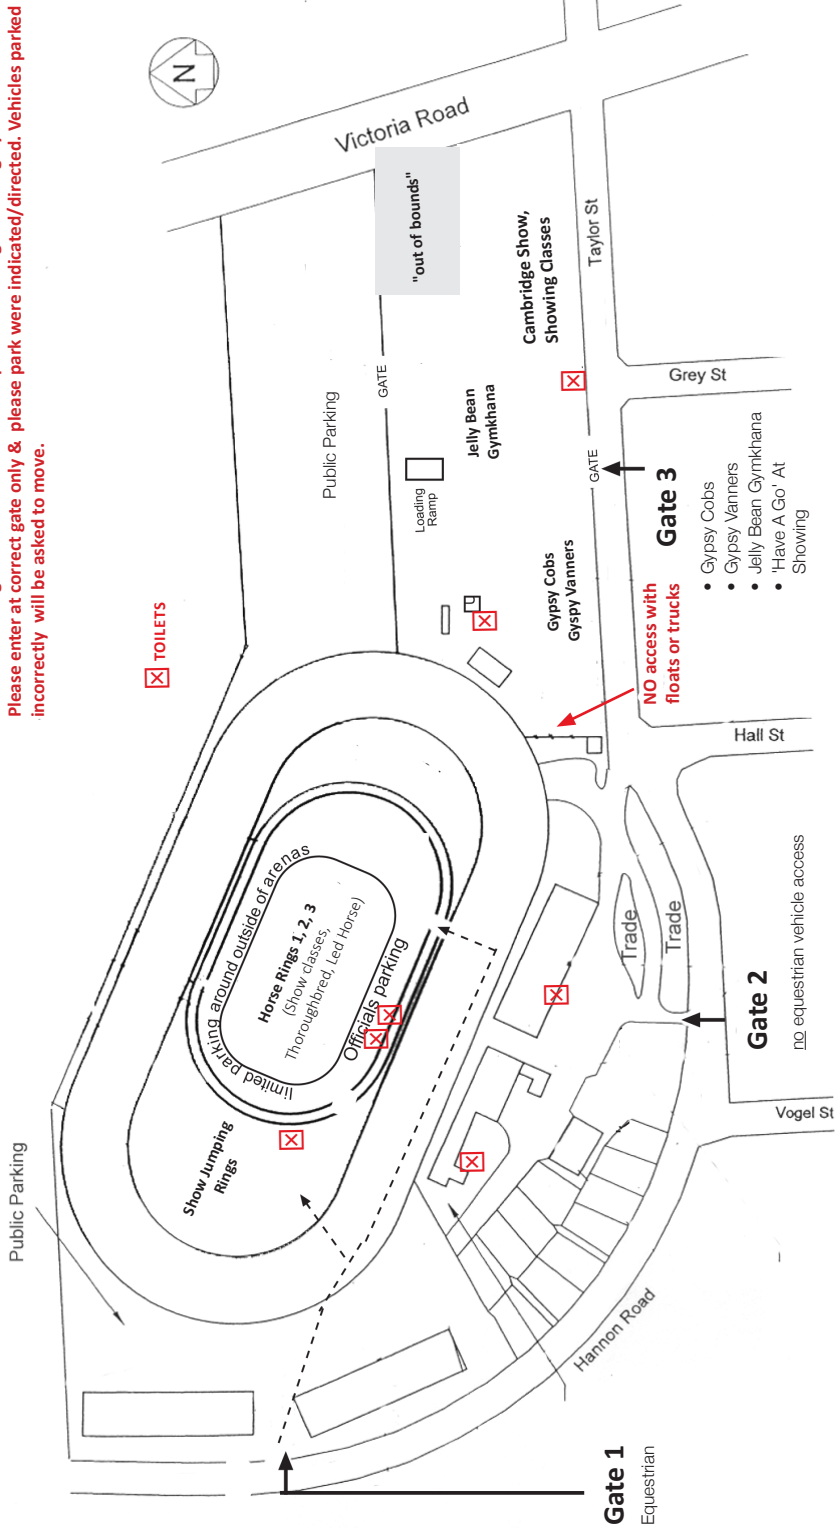 Please enter at correct gate only & please park were indicated/directed. Vehicles parked
incorrectly will be asked to move.
TOILETS
N
Victoria Road
Public Parking
GATE
"out of bounds"
Loading
Ramp
Jelly Bean
Gymkhana
Cambridge Show,
Showing Classes
Taylor St
Grey St
Gypsy Cobs
Gyspy Vanners
GATE
Gate 3
• Gypsy Cobs
• Gypsy Vanners
• Jelly Bean Gymkhana
• 'Have A Go' At
Showing
NO access with
floats or trucks
Hall St
limited parking around outside of arenas
Horse Rings 1, 2, 3
(Show classes,
Thoroughbred, Led Horse)
Officials parking
Show Jumping
Rings
Public Parking
Trade
Trade
Gate 2
no equestrian vehicle access
Vogel St
Hannon Road
Gate 1
Equestrian